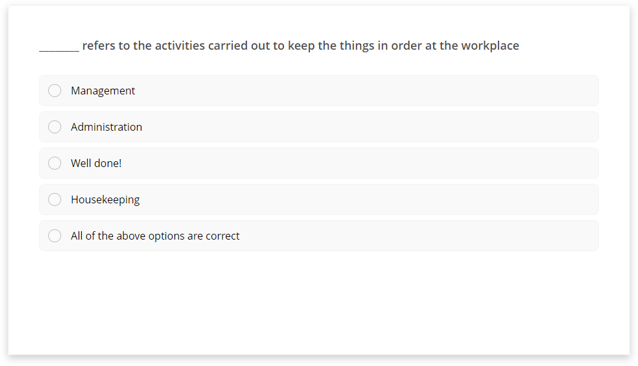 ________ refers to the activities carried out to keep the things in order at the workplace
Management
Administration
Well done!
Housekeeping
All of the above options are correct